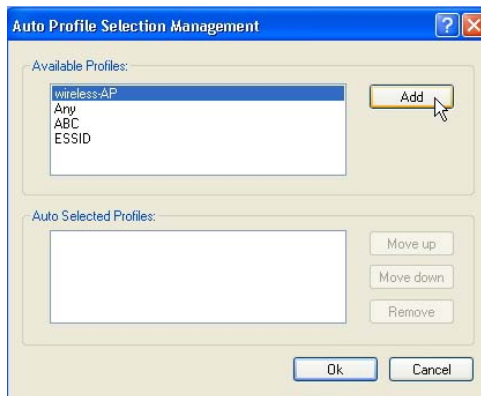 Auto Profile Selection Management
Available Profiles:
wireless-AP
Any
ABC
ESSID
Add
Auto Selected Profiles:
Move up
Move down
Remove
Ok
Cancel